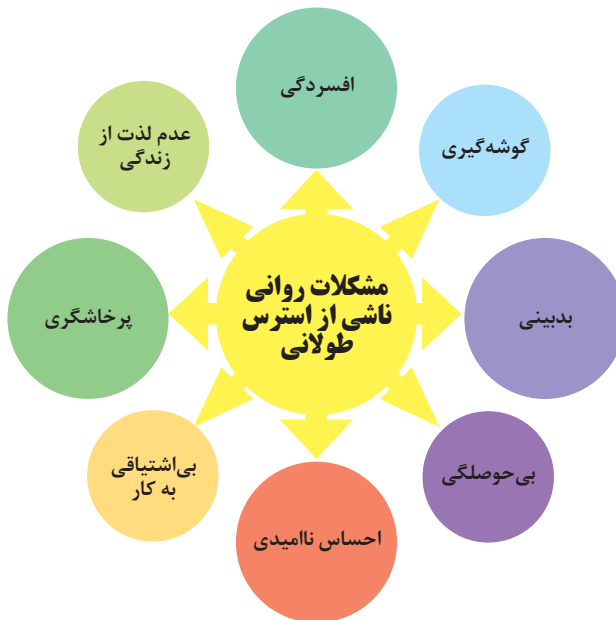 مشکلات روانی
ناشی از استرس
طولانی
افسردگی
گوشه‌گیری
بدبینی
بی‌حوصلگی
احساس ناامیدی
بی‌اشتیاقی
به کار
پرخاشگری
عدم لذت از
زندگی